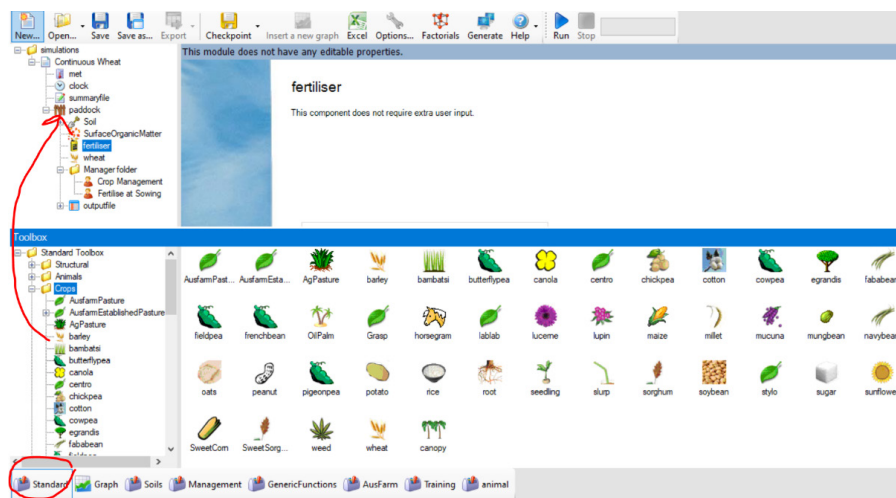 New... Open... Save Save as... Export Checkpoint Insert a new graph Excel Options... Factorials Generate Help Run Stop
simulations
Continuous Wheat
met
clock
summaryfile
paddock
Soil
SurfaceOrganicMatter
fertiliser
wheat
Manager folder
Crop Management
Fertilise at Sowing
outputfile
This module does not have any editable properties.
fertiliser
This component does not require extra user input.
Toolbox
Standard Toolbox
Structural
Animals
Crops
AusfarmPasture
AusfarmEstablishedPasture
AgPasture
barley
bambatsi
butterflypea
canola
centro
chickpea
cotton
cowpea
egrandis
fababean
AusfarmPast... AusfarmEsta... AgPasture barley bambatsi butterflypea canola centro chickpea cotton cowpea egrandis fababean
fieldpea frenchbean OilPalm Grasp horsegram lablab lucerne lupin maize millet mucuna mungbean navybean
oats peanut pigeonpea potato rice root seedling slurp sorghum soybean stylo sugar sunflowe
SweetCorn SweetSorg... weed wheat canopy
Standard Graph Soils Management GenericFunctions AusFarm Training animal